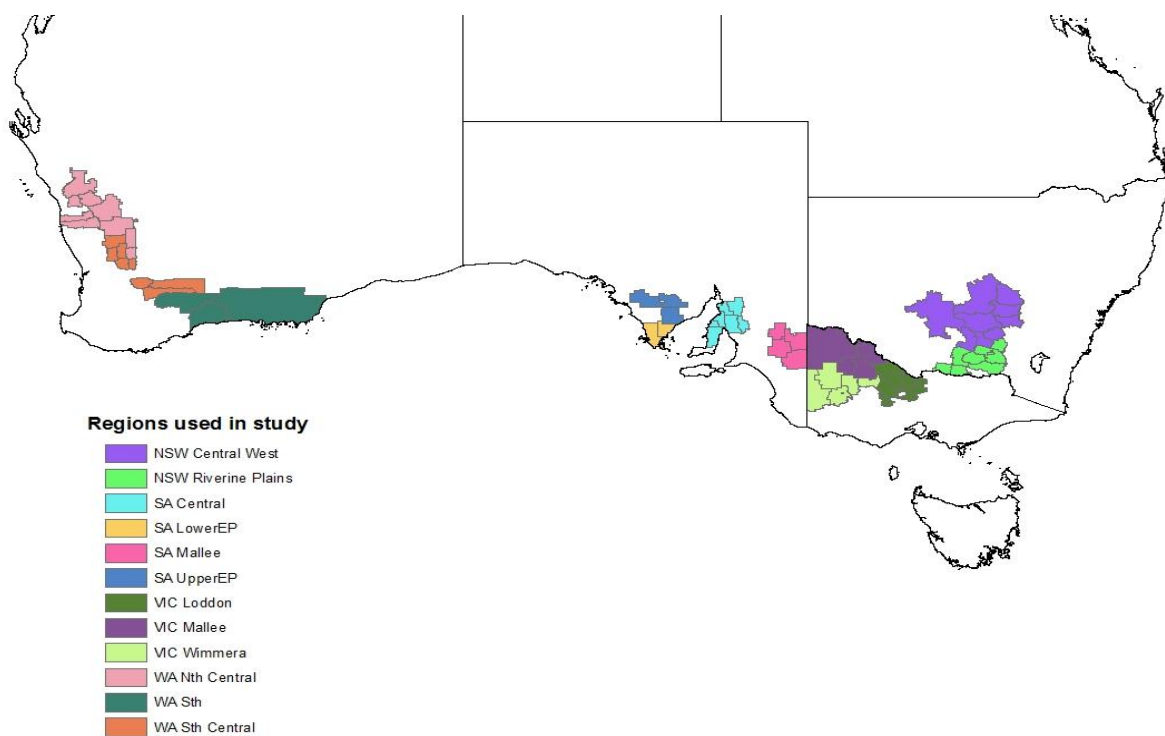 Regions used in study
NSW Central West
NSW Riverine Plains
SA Central
SA LowerEP
SA Mallee
SA UpperEP
VIC Loddon
VIC Mallee
VIC Wimmera
WA Nth Central
WA Sth
WA Sth Central